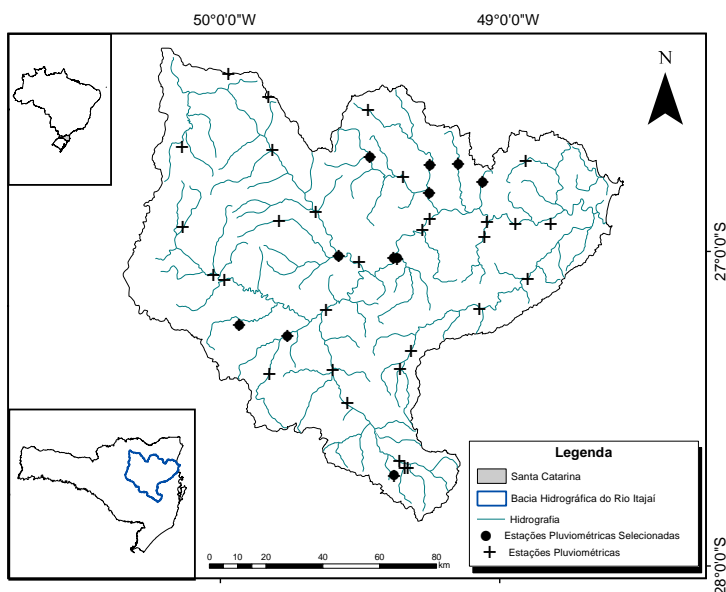 50°0'0"W
49°0'0"W
N
27°0'0"S
28°0'0"S
Legenda
Santa Catarina
Bacia Hidrográfica do Rio Itajaí
Hidrografia
Estações Pluviométricas Selecionadas
Estações Pluviométricas
0 10 20 40 60 80
km